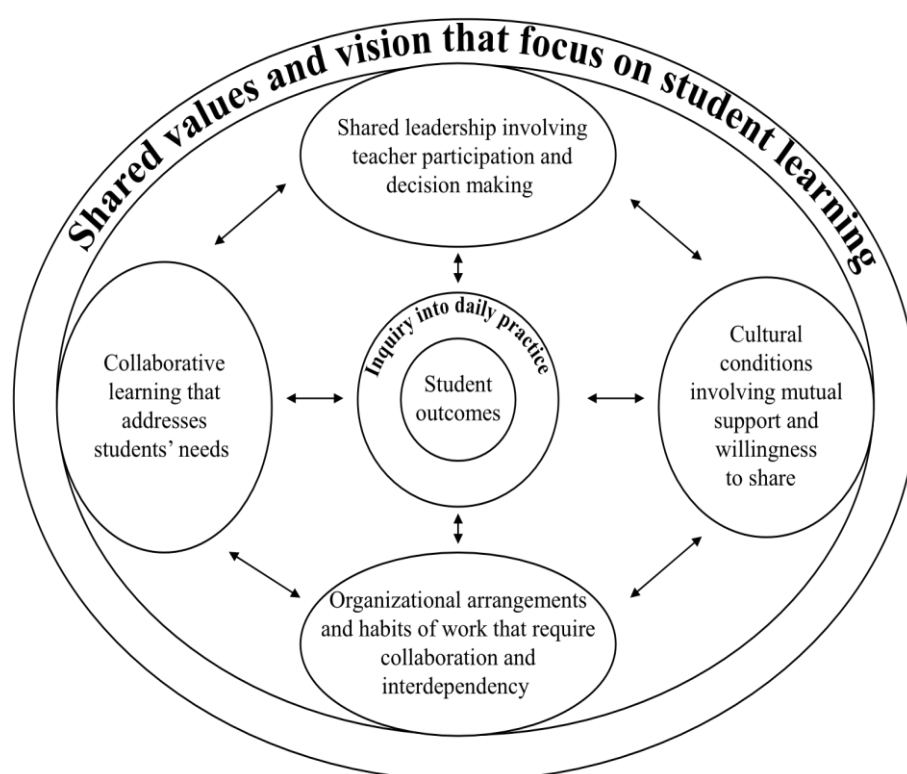 Shared values and vision that focus on student learning
Shared leadership involving
teacher participation and
decision making
Collaborative
learning that
addresses
students’ needs
Inquiry into daily practice
Student
outcomes
Cultural
conditions
involving mutual
support and
willingness
to share
Organizational arrangements
and habits of work that require
collaboration and
interdependency